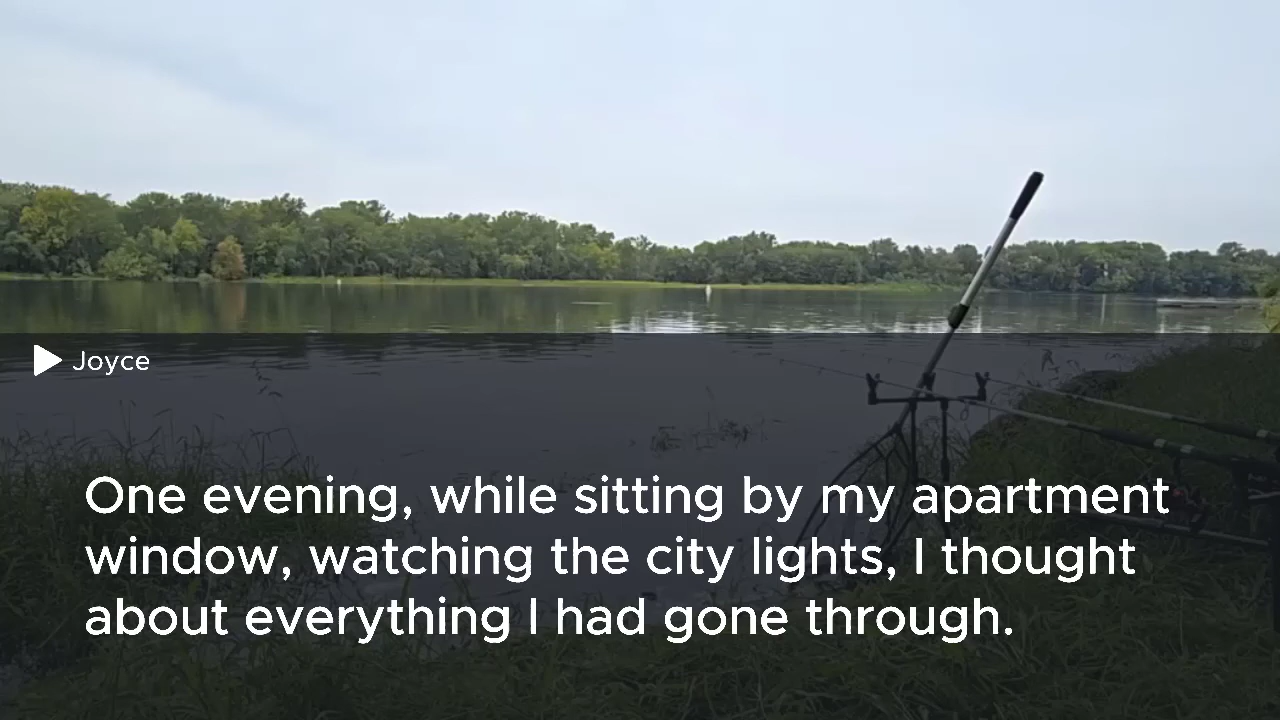 Joyce
One evening, while sitting by my apartment
window, watching the city lights, I thought
about everything I had gone through.